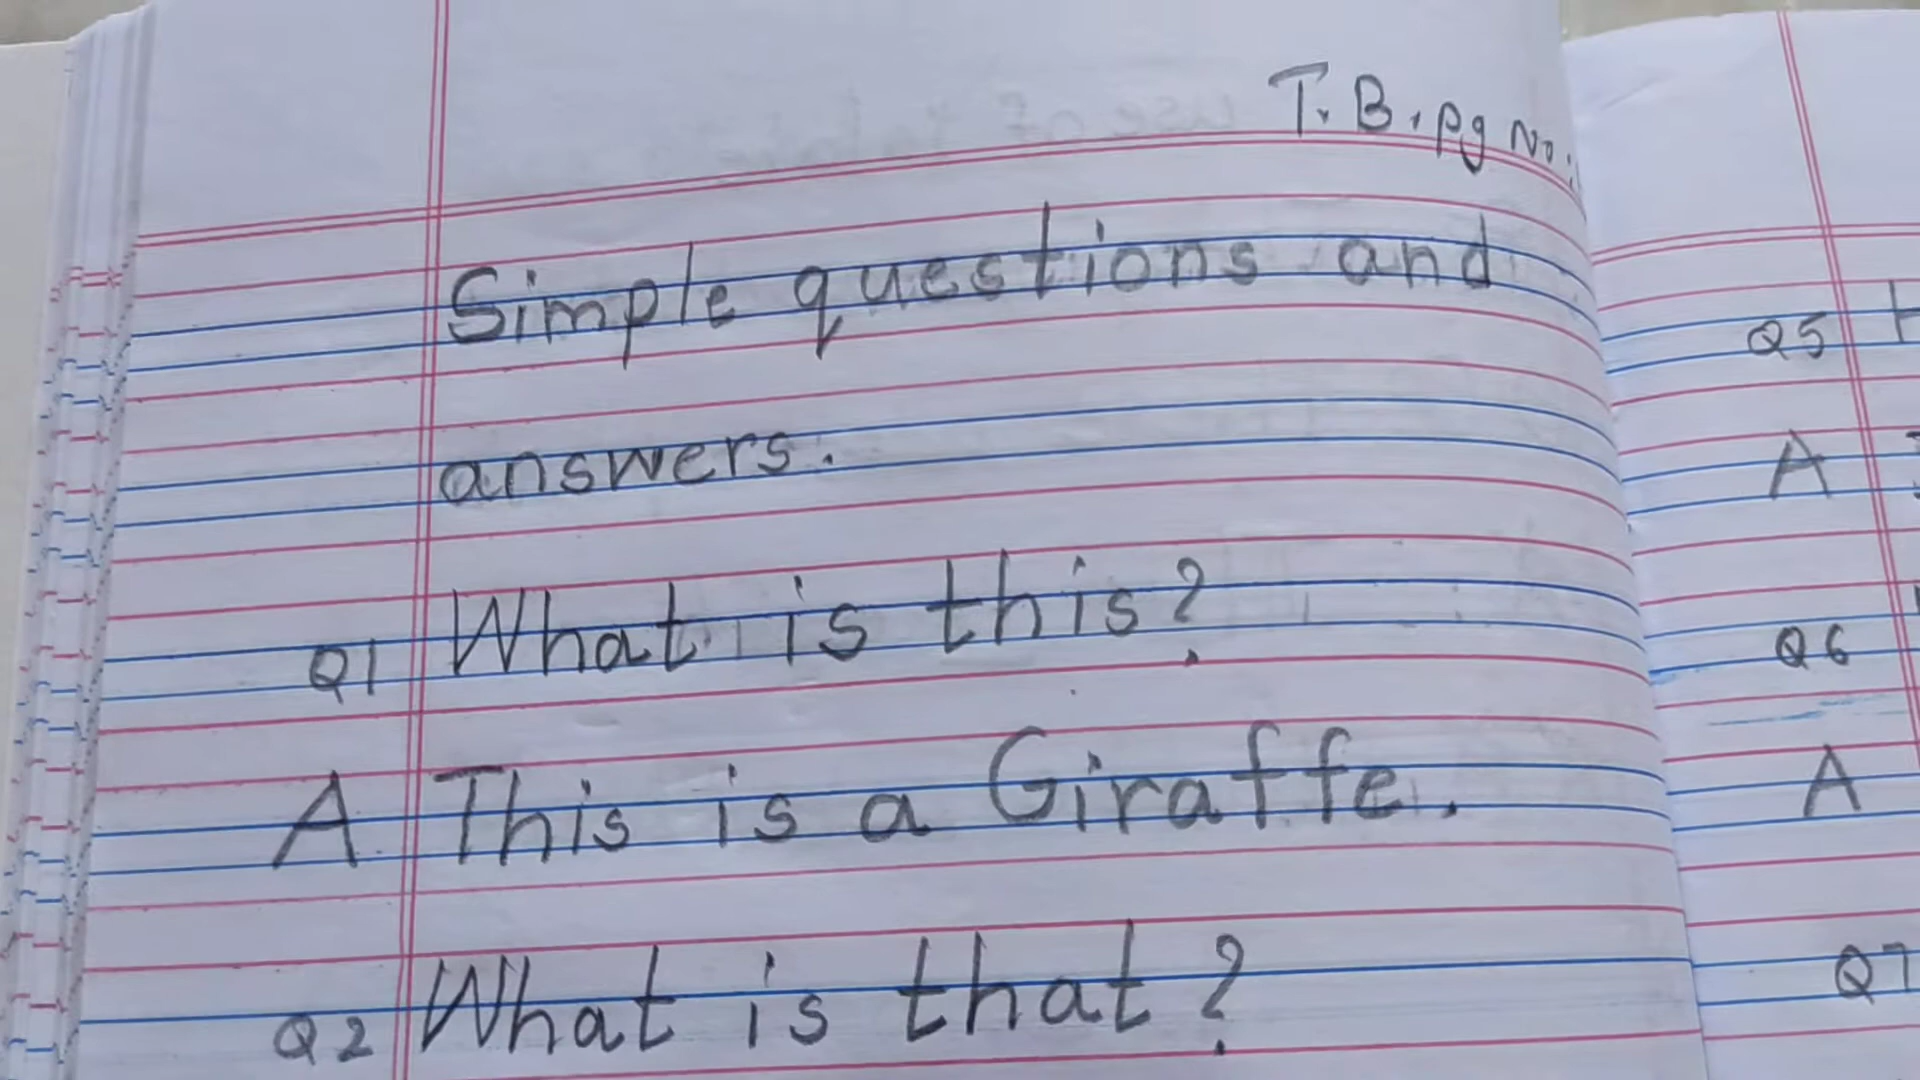 T. B. pg No:
Simple questions and
answers.
Q1 What is this?
A This is a Giraffe.
Q2 What is that?
Q5
A
Q6
A
Q7